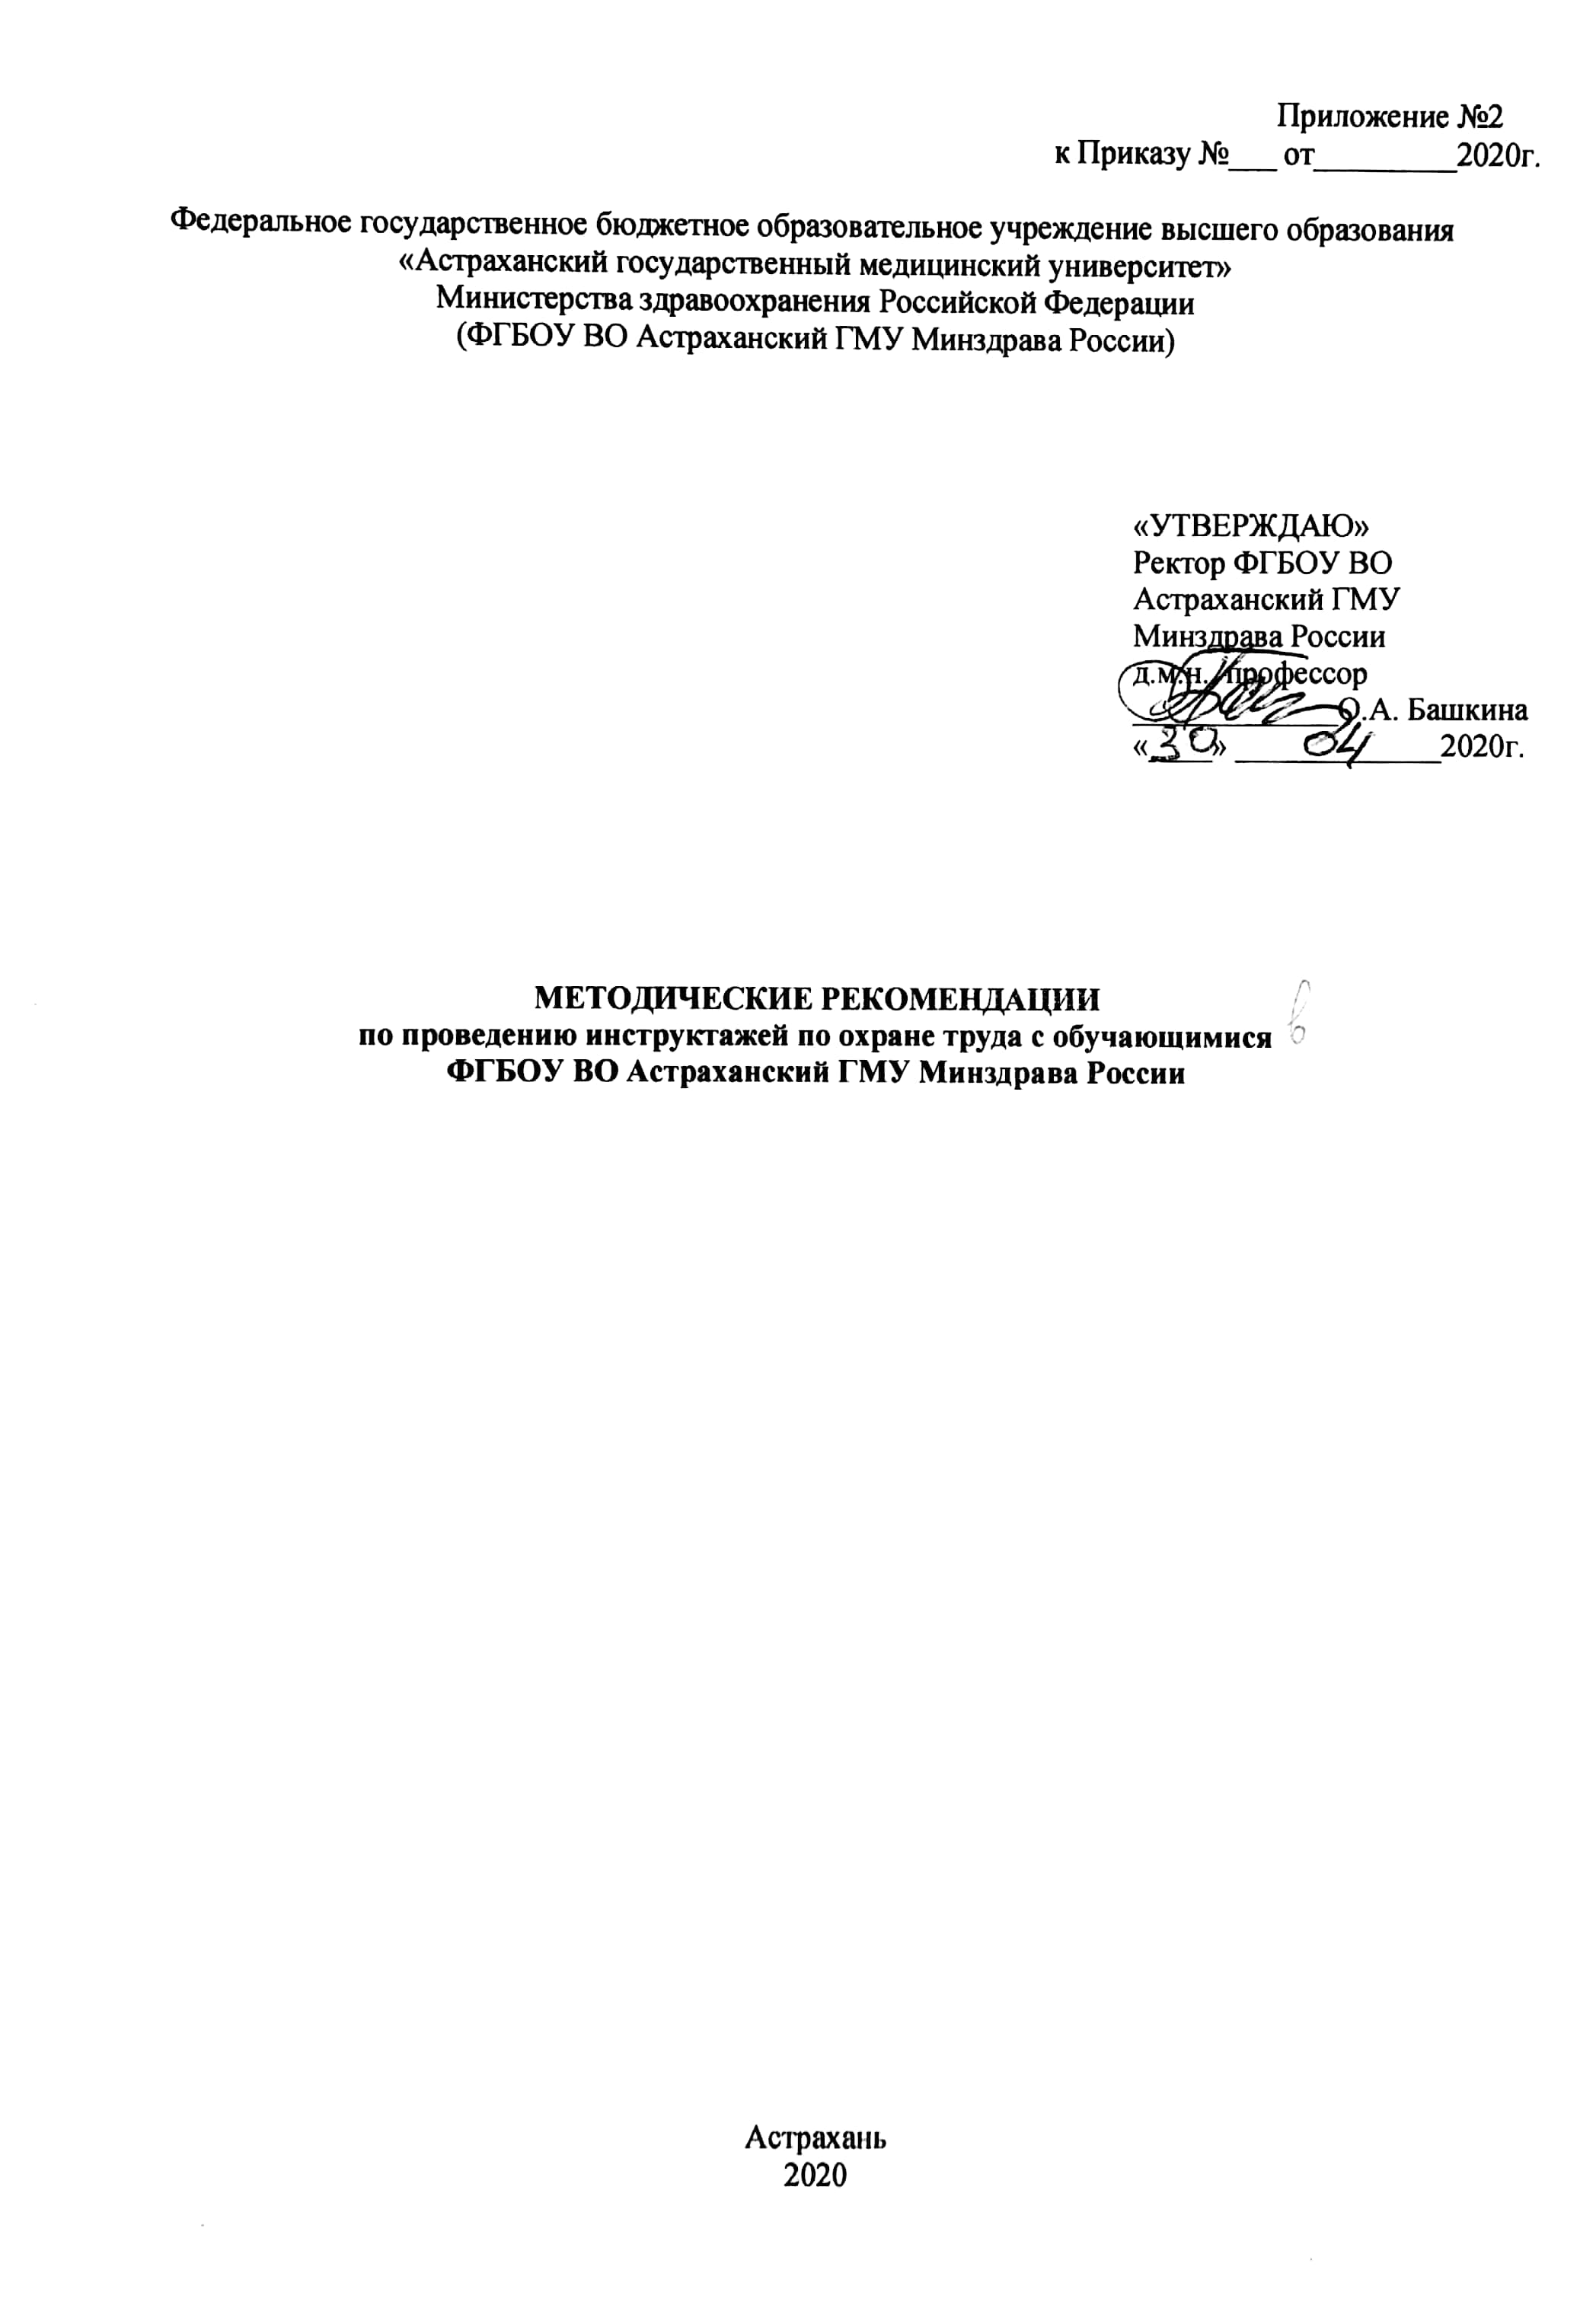 Приложение №2
к Приказу №___ от_________2020г.
Федеральное государственное бюджетное образовательное учреждение высшего образования
«Астраханский государственный медицинский университет»
Министерства здравоохранения Российской Федерации
(ФГБОУ ВО Астраханский ГМУ Минздрава России)
«УТВЕРЖДАЮ»
Ректор ФГБОУ ВО
Астраханский ГМУ
Минздрава России
д.м.н., профессор
_____________О.А. Башкина
«30» 04 2020г.
МЕТОДИЧЕСКИЕ РЕКОМЕНДАЦИИ
по проведению инструктажей по охране труда с обучающимися
ФГБОУ ВО Астраханский ГМУ Минздрава России
Астрахань
2020